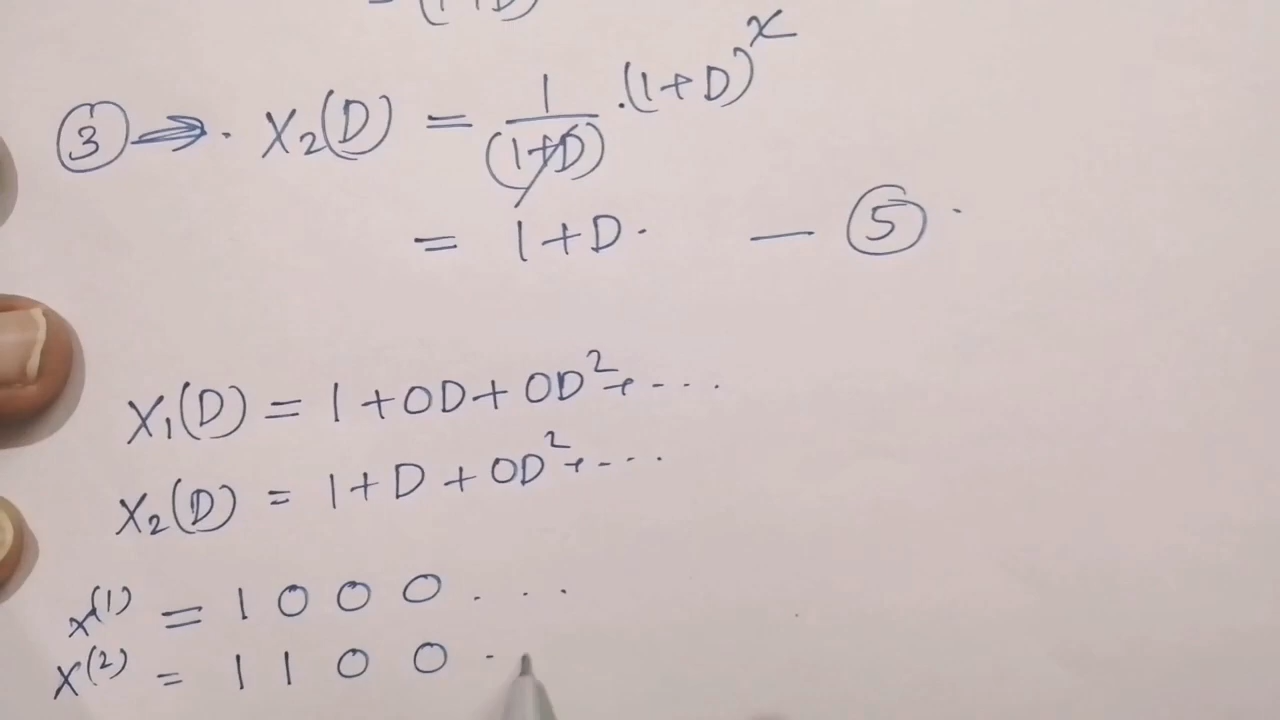 = (1+D)
③ ⇒ X₂(D) = 1/(1+D) · (1+D)^x
= 1+D. — ⑤
X₁(D) = 1+0D+0D²+ ....
X₂(D) = 1+D+0D²+ ....
x⁽¹⁾ = 1 0 0 0 . . .
x⁽²⁾ = 1 1 0 0 . .